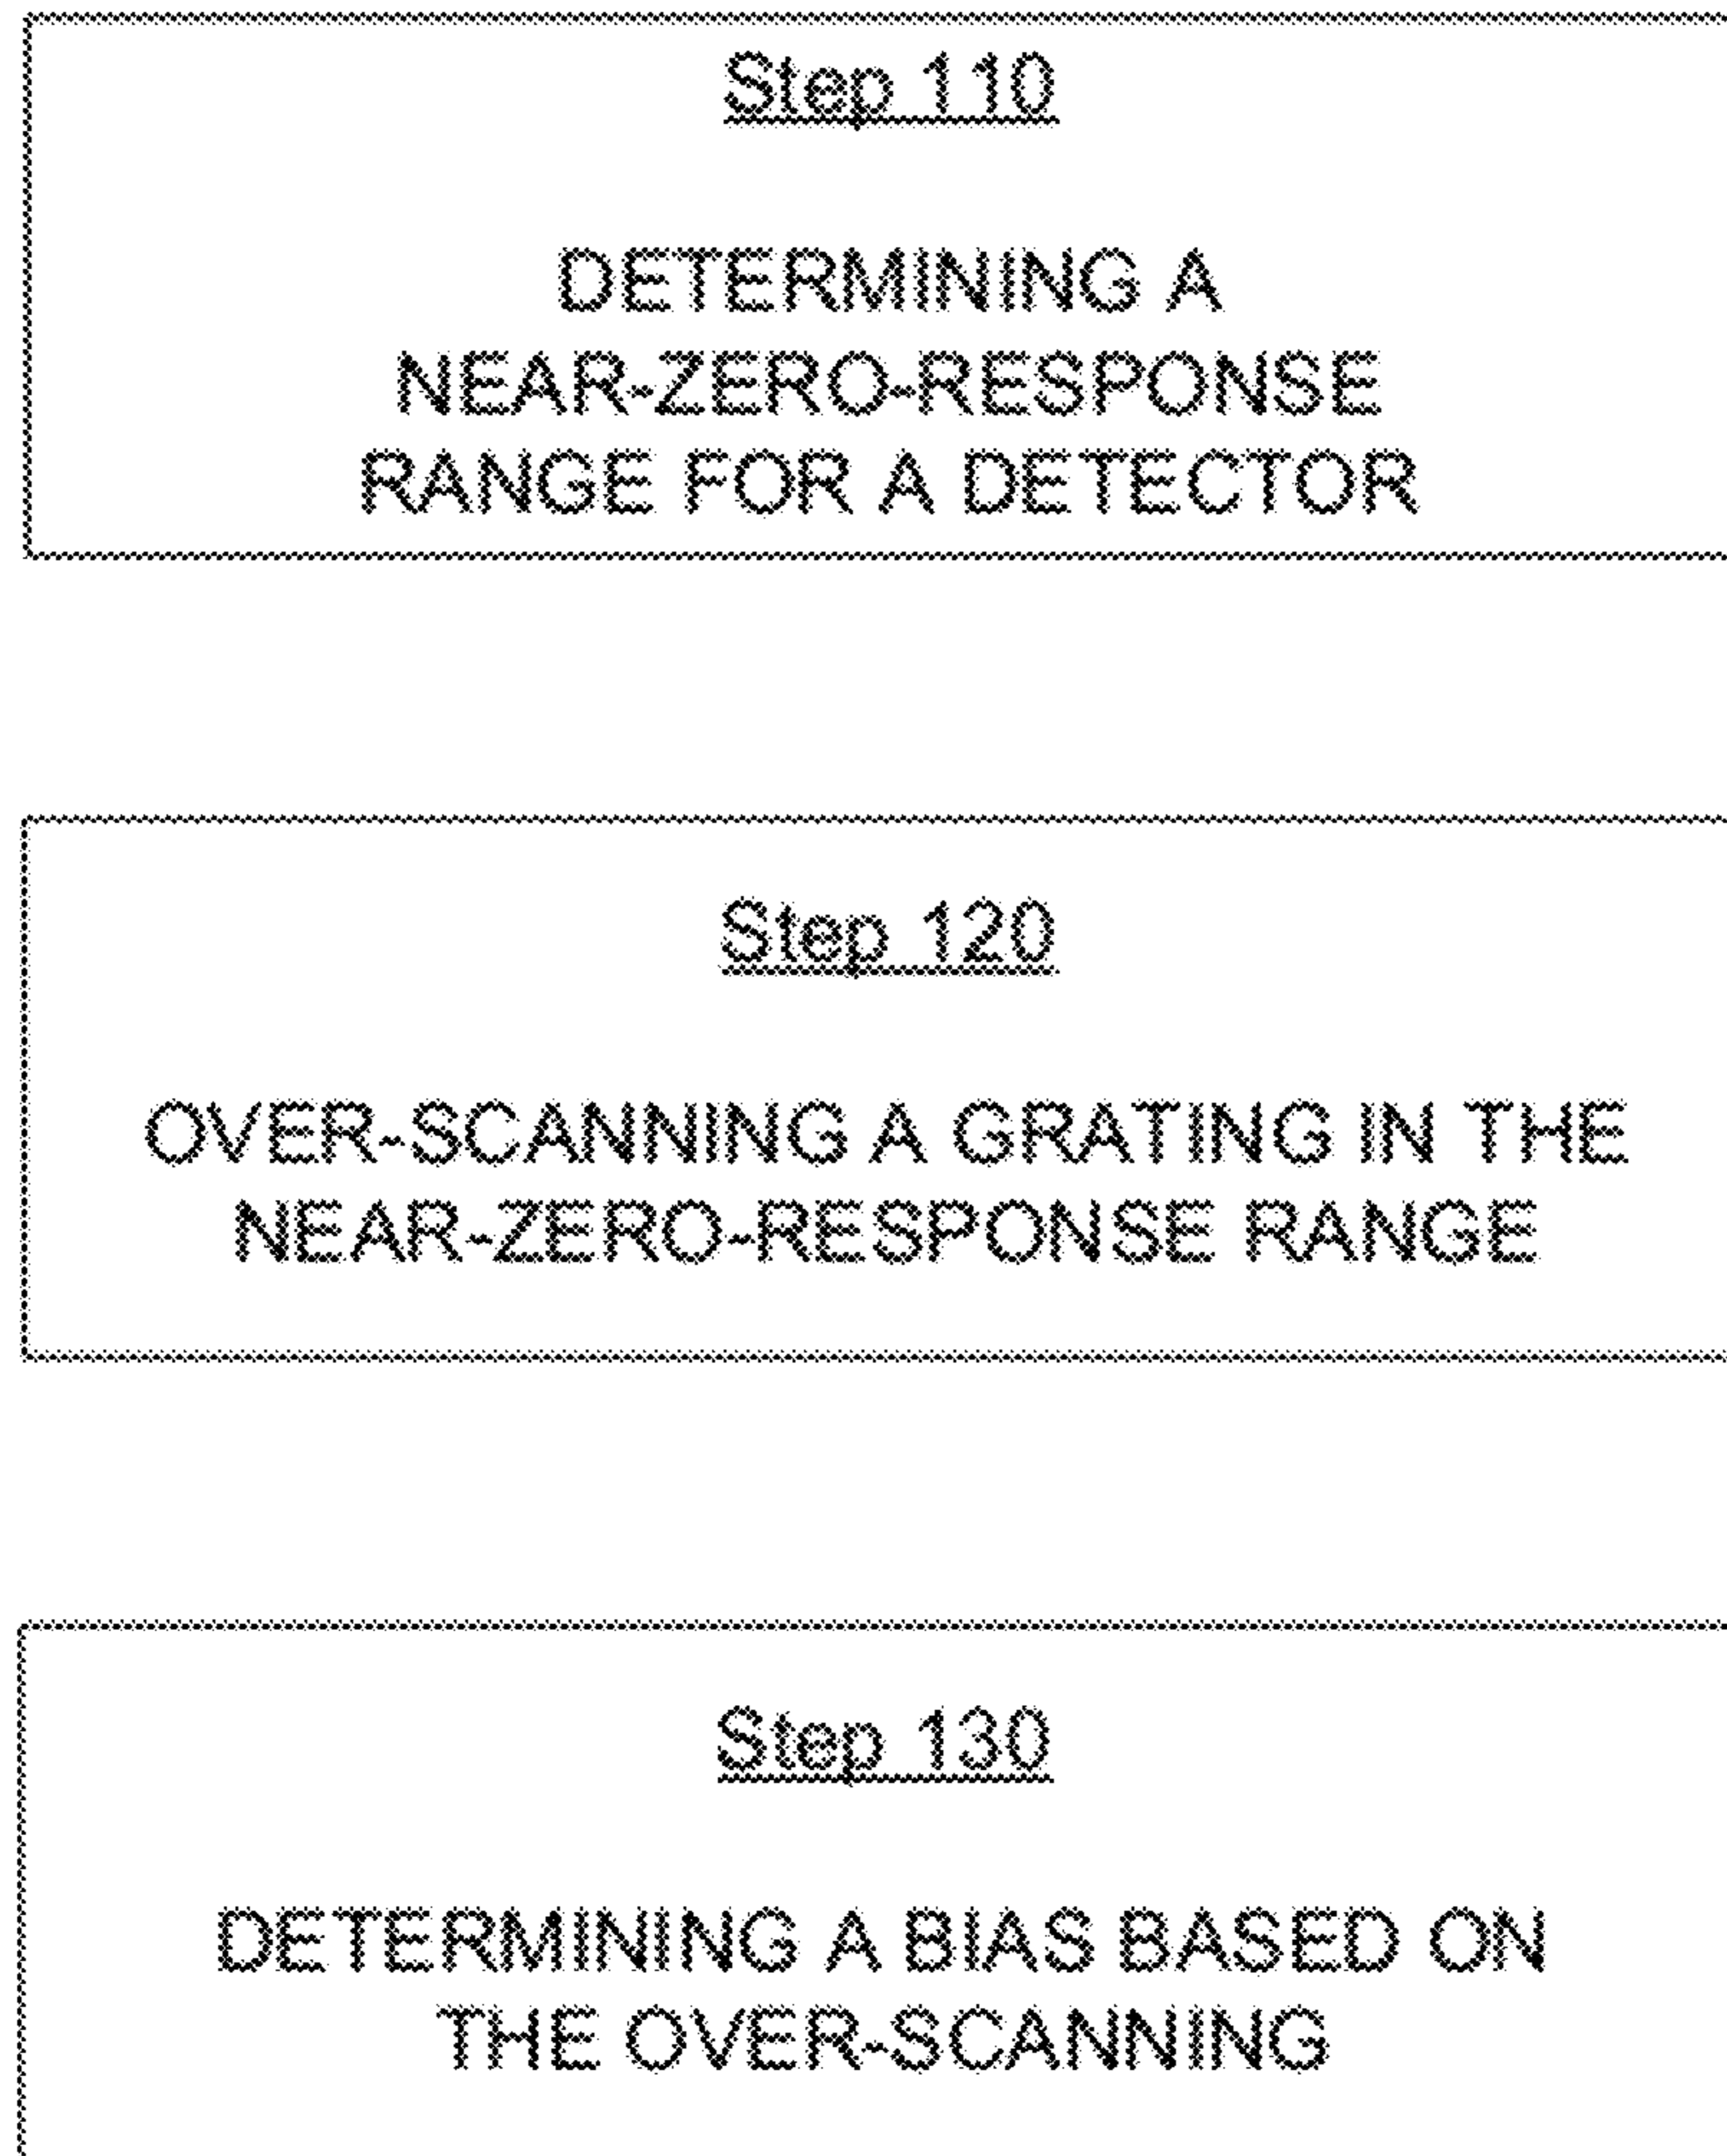 Step 110
DETERMINING A
NEAR-ZERO-RESPONSE
RANGE FOR A DETECTOR
Step 120
OVER-SCANNING A GRATING IN THE
NEAR-ZERO-RESPONSE RANGE
Step 130
DETERMINING A BIAS BASED ON
THE OVER-SCANNING